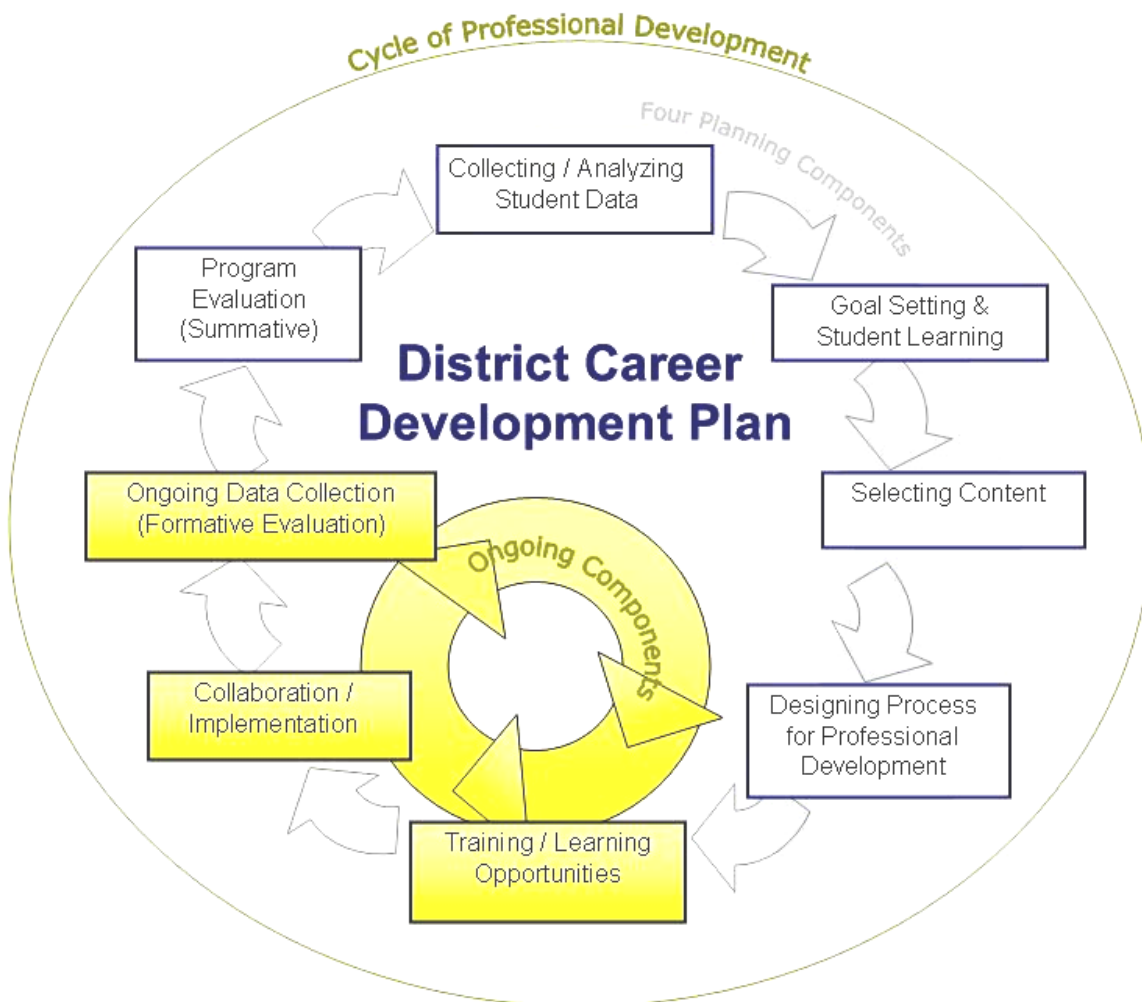 Cycle of Professional Development
Four Planning Components
Collecting / Analyzing
Student Data
Goal Setting &
Student Learning
Selecting Content
Designing Process
for Professional
Development
Training / Learning
Opportunities
Collaboration /
Implementation
Ongoing Data Collection
(Formative Evaluation)
Program
Evaluation
(Summative)
District Career
Development Plan
Ongoing Components